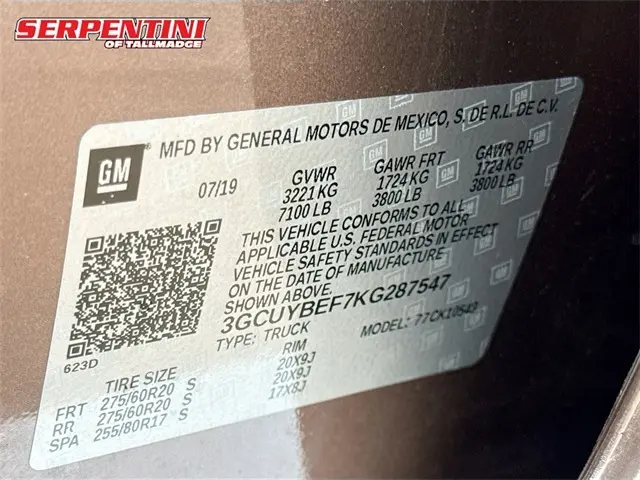 SERPENTINI
OF TALLMADGE
GM
MFD BY GENERAL MOTORS DE MEXICO, S. DE R.L. DE C.V.
07/19 GVWR GAWR FRT GAWR RR
3221 KG 1724 KG 1724 KG
7100 LB 3800 LB 3800 LB
THIS VEHICLE CONFORMS TO ALL
APPLICABLE U.S. FEDERAL MOTOR
VEHICLE SAFETY STANDARDS IN EFFECT
ON THE DATE OF MANUFACTURE
SHOWN ABOVE.
3GCUYBEF7KG287547
TYPE: TRUCK MODEL: 77CK10543
623D
TIRE SIZE RIM
FRT 275/60R20 S 20X9J
RR 275/60R20 S 20X9J
SPA 255/80R17 S 17X8J